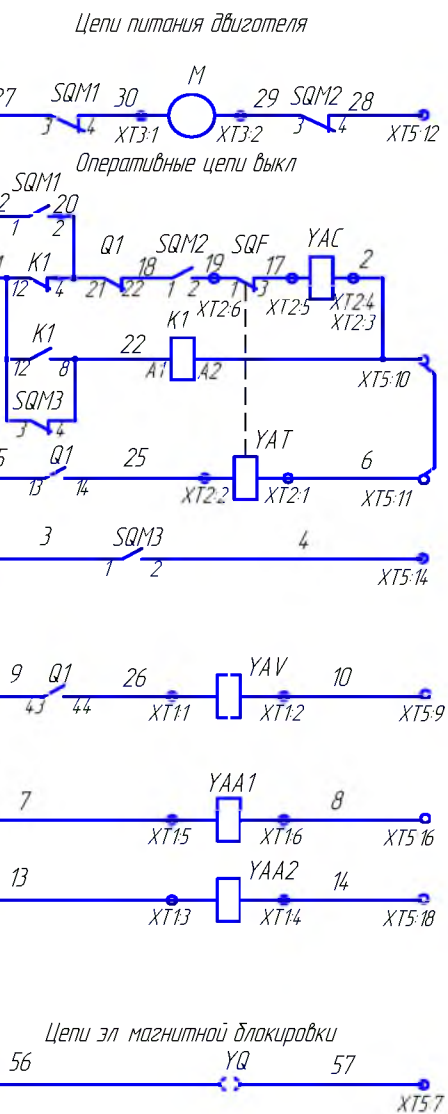 Цепи питания двигателя
27 SQM1 30 M 29 SQM2 28
3 4 XT3:1 XT3:2 3 4 XT5:12
Оперативные цепи выкл
SQM1
2 20
1 2
K1 Q1 18 SQM2 19 SQF 17 YAC 2
12 4 21 22 1 2 XT2:6 1 3 XT2:5 XT2:4
XT2:3
K1 22 K1
12 8 A1 A2 XT5:10
SQM3
3 4
YAT
5 Q1 25 6
13 14 XT2:2 XT2:1 XT5:11
3 SQM3 4
1 2 XT5:14
9 Q1 26 YAV 10
43 44 XT1:1 XT1:2 XT5:9
7 YAA1 8
XT1:5 XT1:6 XT5:16
13 YAA2 14
XT1:3 XT1:4 XT5:18
Цепи эл магнитной блокировки
56 YQ 57
XT5:7